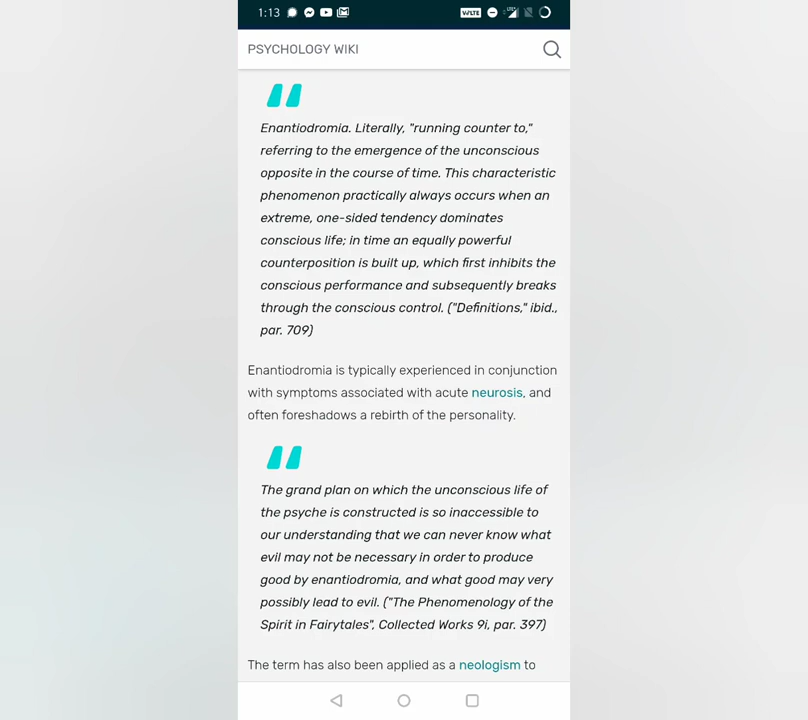 1:13
VoLTE
LTE+
PSYCHOLOGY WIKI
Enantiodromia. Literally, "running counter to,"
referring to the emergence of the unconscious
opposite in the course of time. This characteristic
phenomenon practically always occurs when an
extreme, one-sided tendency dominates
conscious life; in time an equally powerful
counterposition is built up, which first inhibits the
conscious performance and subsequently breaks
through the conscious control. ("Definitions," ibid.,
par. 709)
Enantiodromia is typically experienced in conjunction
with symptoms associated with acute neurosis, and
often foreshadows a rebirth of the personality.
The grand plan on which the unconscious life of
the psyche is constructed is so inaccessible to
our understanding that we can never know what
evil may not be necessary in order to produce
good by enantiodromia, and what good may very
possibly lead to evil. ("The Phenomenology of the
Spirit in Fairytales", Collected Works 9i, par. 397)
The term has also been applied as a neologism to